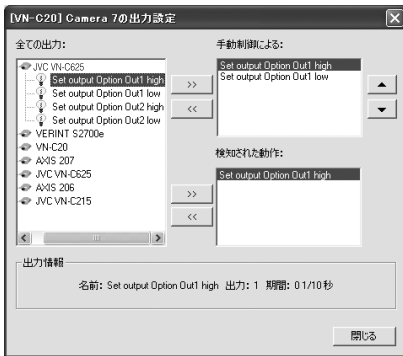 [VN-C20] Camera 7の出力設定
全ての出力:
JVC VN-C625
Set output Option Out1 high
Set output Option Out1 low
Set output Option Out2 high
Set output Option Out2 low
VERINT S2700e
VN-C20
AXIS 207
JVC VN-C625
AXIS 206
JVC VN-C215
>>
<<
手動制御による:
Set output Option Out1 high
Set output Option Out1 low
>>
<<
検知された動作:
Set output Option Out1 high
出力情報
名前: Set output Option Out1 high 出力: 1 期間: 0 1/10 秒
閉じる